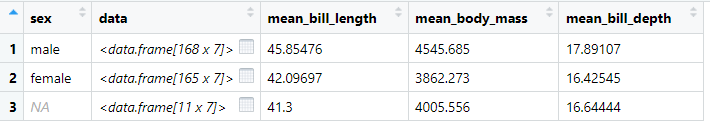 sex data mean_bill_length mean_body_mass mean_bill_depth
1 male <data.frame[168 x 7]> 45.85476 4545.685 17.89107
2 female <data.frame[165 x 7]> 42.09697 3862.273 16.42545
3 NA <data.frame[11 x 7]> 41.3 4005.556 16.64444